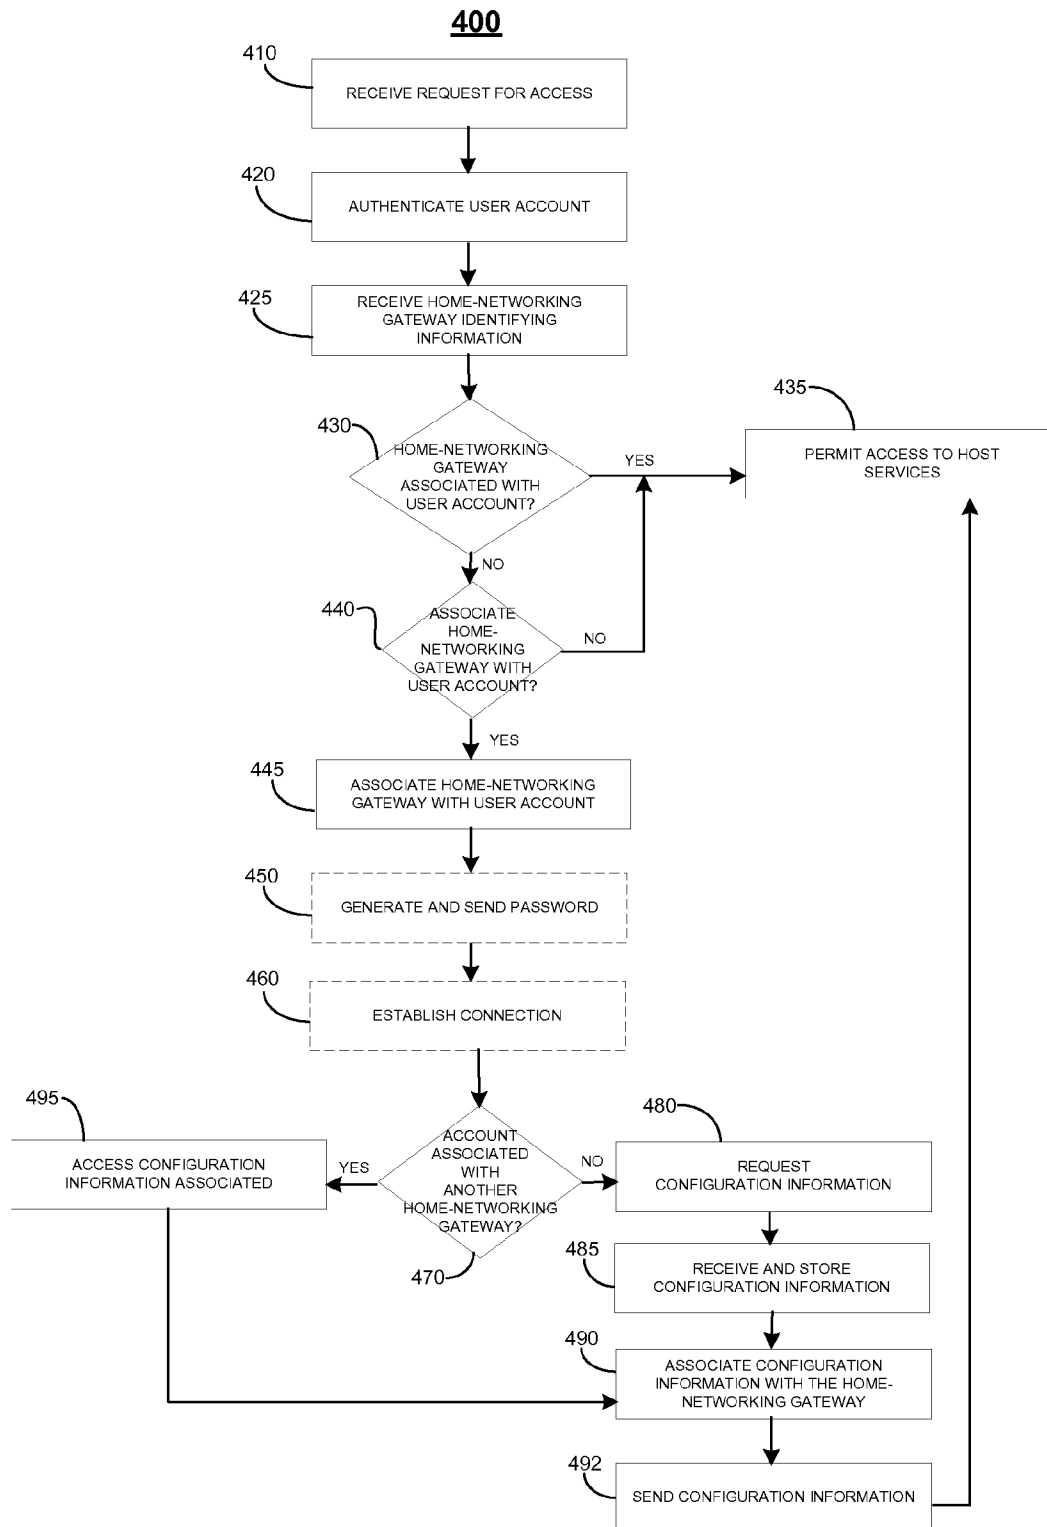 400
410
RECEIVE REQUEST FOR ACCESS
420
AUTHENTICATE USER ACCOUNT
425
RECEIVE HOME-NETWORKING
GATEWAY IDENTIFYING
INFORMATION
430
HOME-NETWORKING
GATEWAY
ASSOCIATED WITH
USER ACCOUNT?
YES
435
PERMIT ACCESS TO HOST
SERVICES
NO
440
ASSOCIATE
HOME-
NETWORKING
GATEWAY WITH
USER ACCOUNT?
NO
YES
445
ASSOCIATE HOME-NETWORKING
GATEWAY WITH USER ACCOUNT
450
GENERATE AND SEND PASSWORD
460
ESTABLISH CONNECTION
495
ACCESS CONFIGURATION
INFORMATION ASSOCIATED
YES
ACCOUNT
ASSOCIATED
WITH
ANOTHER
HOME-NETWORKING
GATEWAY?
470
NO
480
REQUEST
CONFIGURATION INFORMATION
485
RECEIVE AND STORE
CONFIGURATION INFORMATION
490
ASSOCIATE CONFIGURATION
INFORMATION WITH THE HOME-
NETWORKING GATEWAY
492
SEND CONFIGURATION INFORMATION